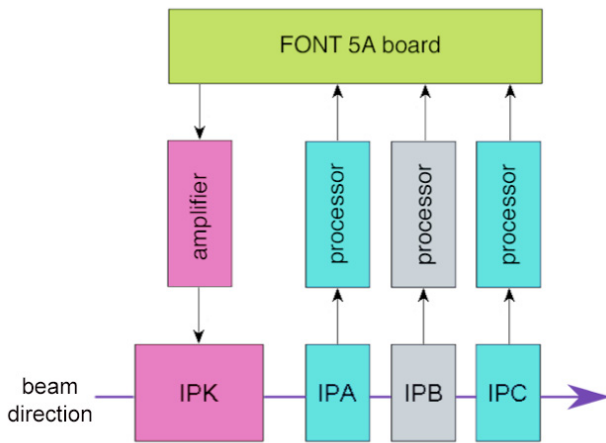 FONT 5A board
amplifier
processor
processor
processor
beam
direction
IPK
IPA
IPB
IPC